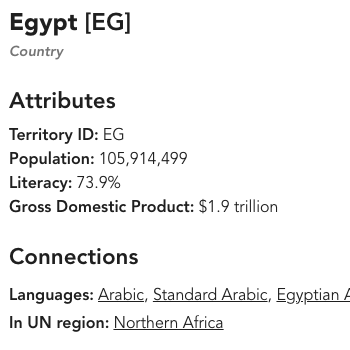 Egypt [EG]
Country
Attributes
Territory ID: EG
Population: 105,914,499
Literacy: 73.9%
Gross Domestic Product: $1.9 trillion
Connections
Languages: Arabic, Standard Arabic, Egyptian
In UN region: Northern Africa